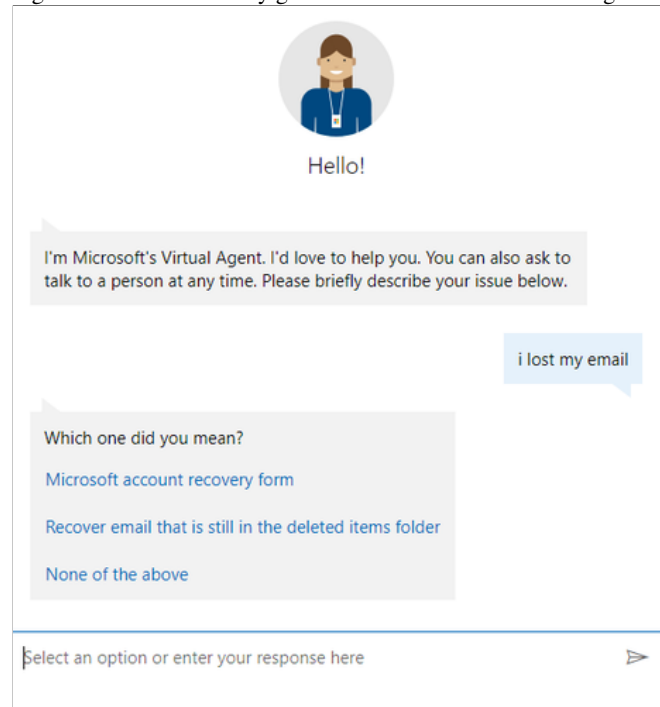 Hello!
I'm Microsoft's Virtual Agent. I'd love to help you. You can also ask to
talk to a person at any time. Please briefly describe your issue below.
i lost my email
Which one did you mean?
Microsoft account recovery form
Recover email that is still in the deleted items folder
None of the above
Select an option or enter your response here